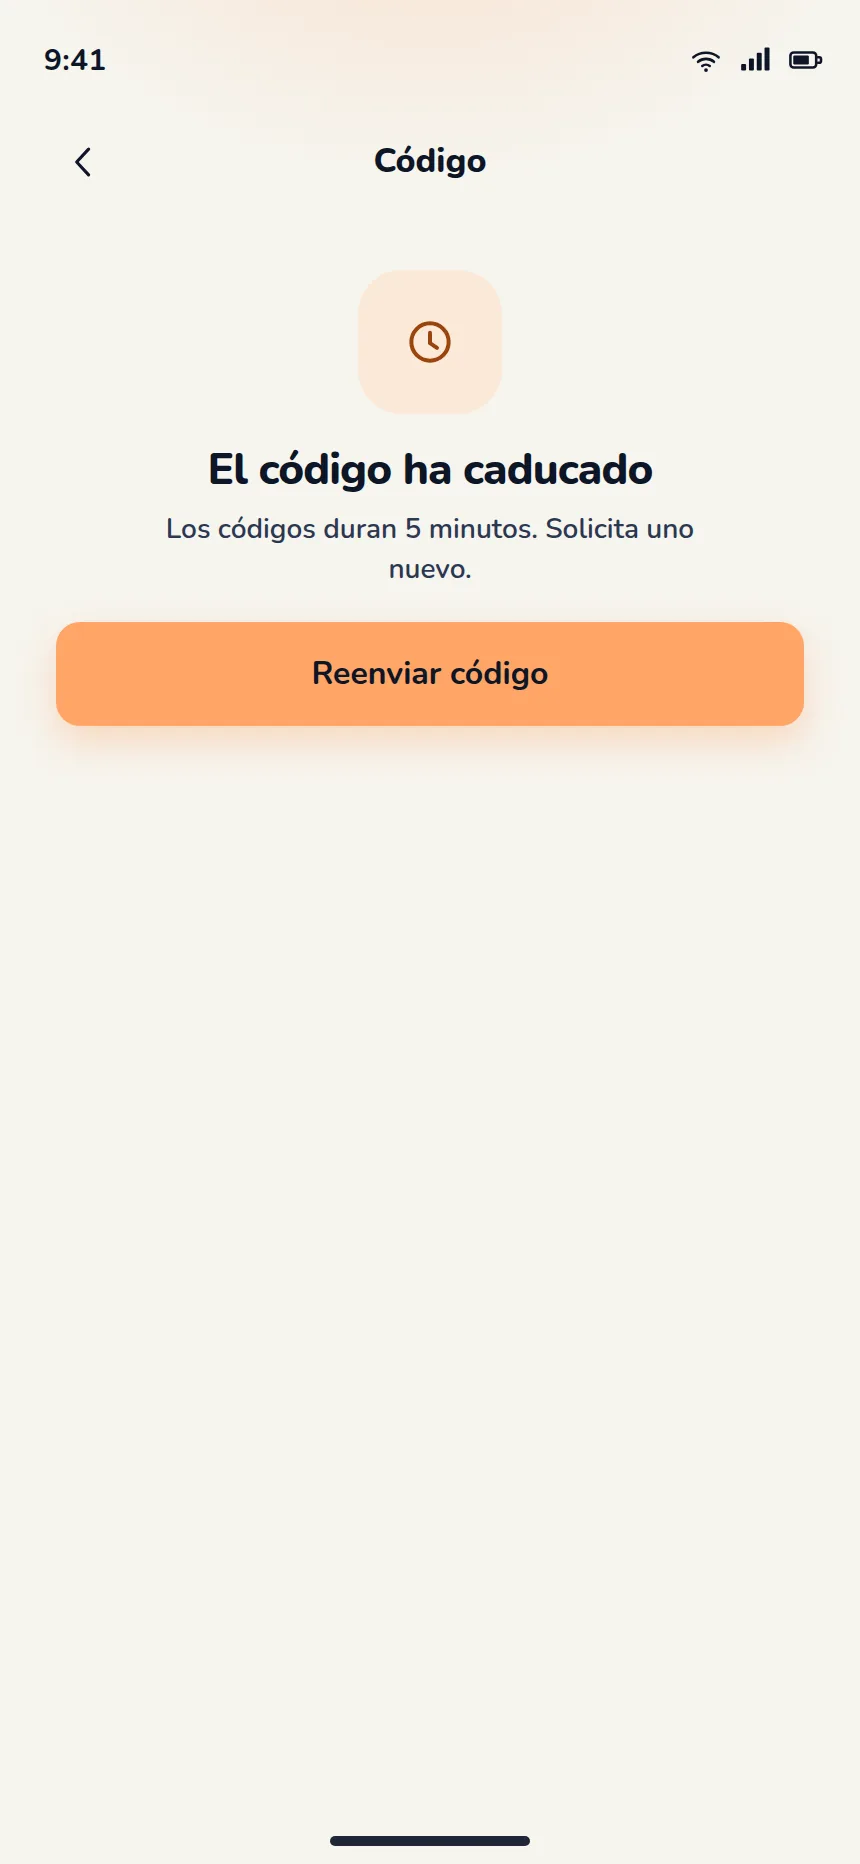 9:41
Código
El código ha caducado
Los códigos duran 5 minutos. Solicita uno
nuevo.
Reenviar código